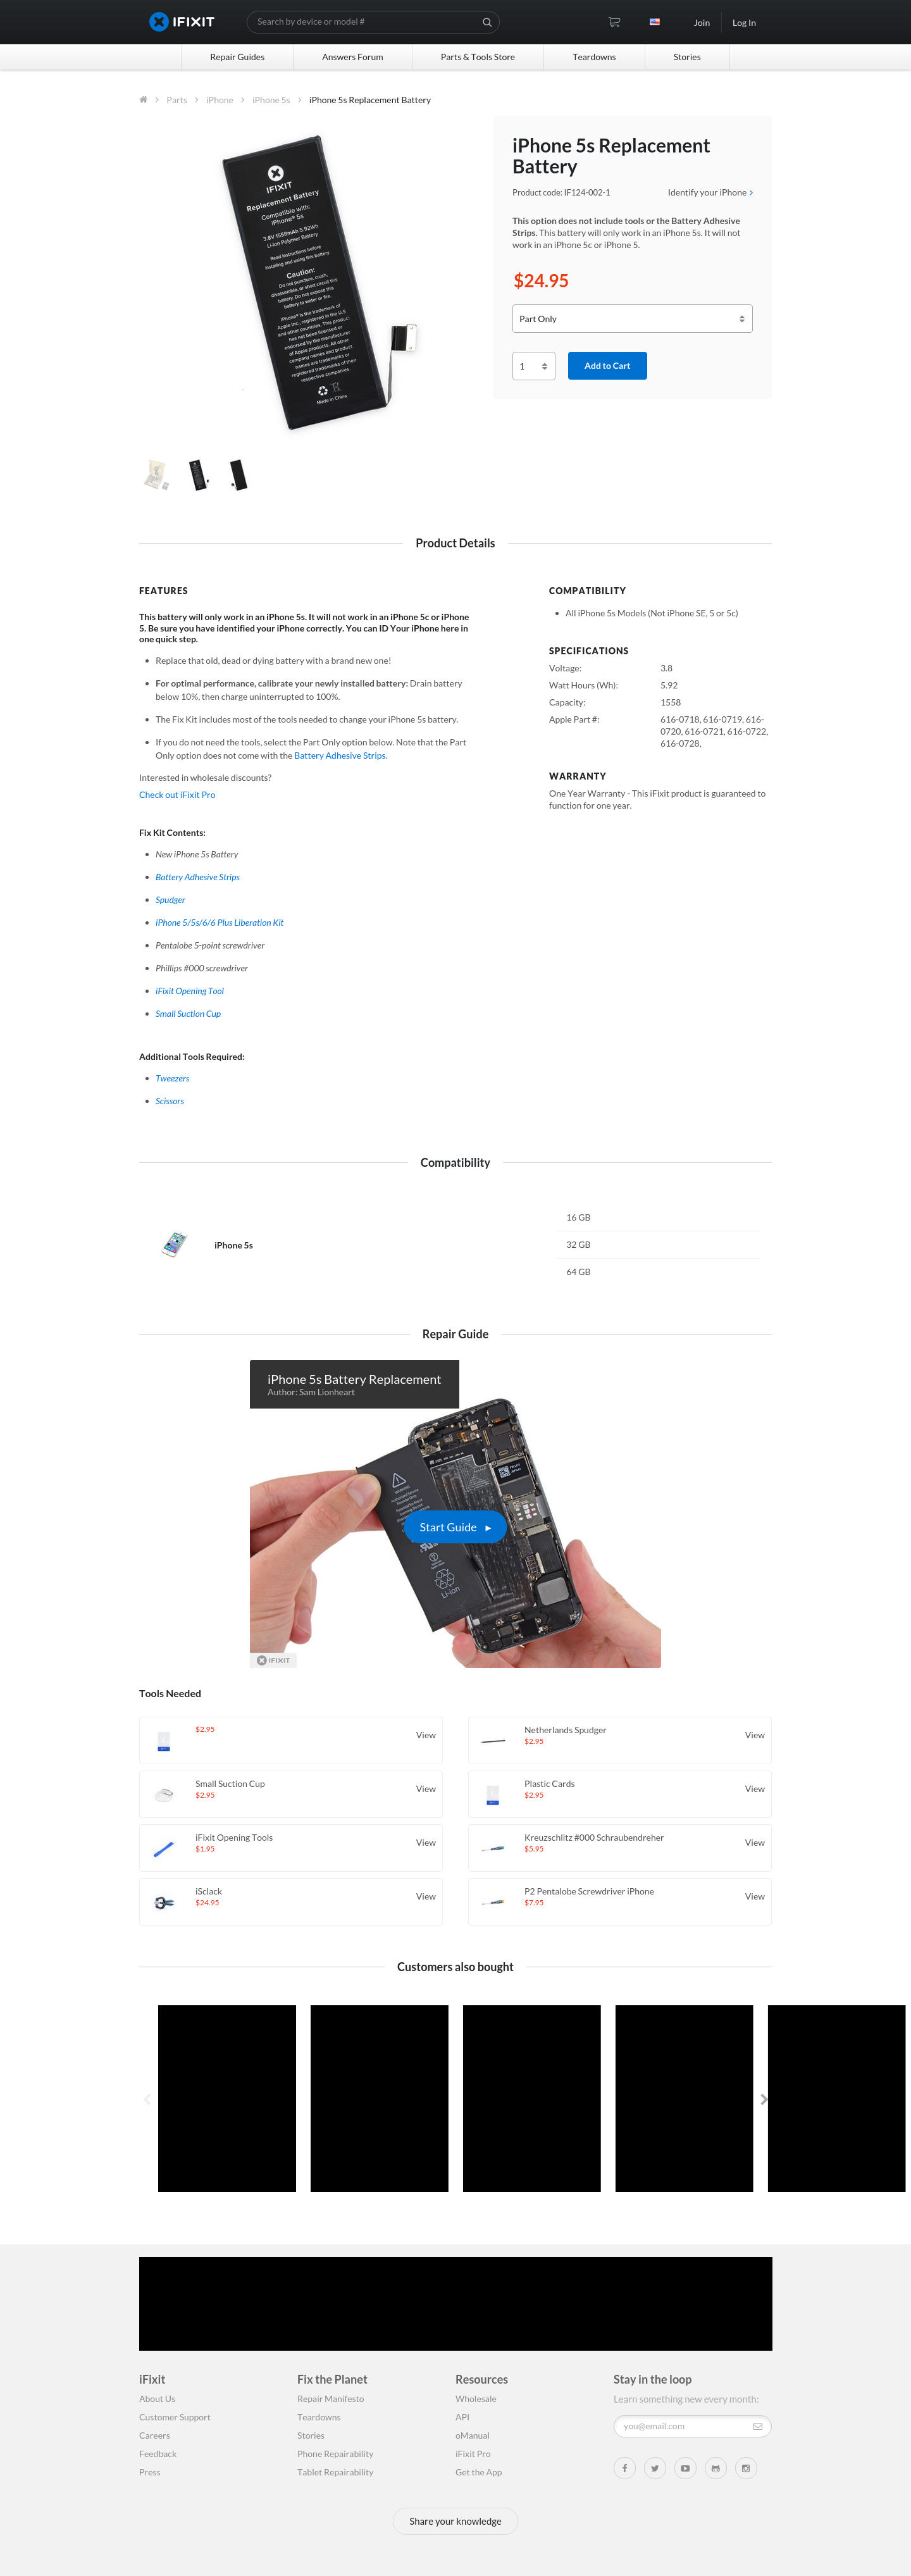 IFIXIT
Search by device or model #
Join
Log In
Repair Guides
Answers Forum
Parts & Tools Store
Teardowns
Stories
Parts
iPhone
iPhone 5s
iPhone 5s Replacement Battery
IFIXIT
Replacement Battery
Compatible with:
iPhone® 5s
3.8V 1558mAh 5.92Wh
Li-Ion Polymer Battery
Read instructions before
installing and using this battery
Caution:
Do not puncture, crush,
disassemble, or short circuit this
battery. Do not expose this
battery to water or fire.
iPhone® is the trademark of
Apple Inc., registered in the U.S.
and other countries. Apple
has not been licensed or
endorsed the manufacturer
of Apple products. All other
company names and product
names are trademarks or
registered trademarks of their
respective companies.
Made in China
iPhone 5s Replacement
Battery
Product code: IF124-002-1
Identify your iPhone
This option does not include tools or the Battery Adhesive
Strips. This battery will only work in an iPhone 5s. It will not
work in an iPhone 5c or iPhone 5.
$24.95
Part Only
1
Add to Cart
Product Details
FEATURES
This battery will only work in an iPhone 5s. It will not work in an iPhone 5c or iPhone
5. Be sure you have identified your iPhone correctly. You can ID Your iPhone here in
one quick step.
Replace that old, dead or dying battery with a brand new one!
For optimal performance, calibrate your newly installed battery: Drain battery
below 10%, then charge uninterrupted to 100%.
The Fix Kit includes most of the tools needed to change your iPhone 5s battery.
If you do not need the tools, select the Part Only option below. Note that the Part
Only option does not come with the Battery Adhesive Strips.
Interested in wholesale discounts?
Check out iFixit Pro
Fix Kit Contents:
New iPhone 5s Battery
Battery Adhesive Strips
Spudger
iPhone 5/5s/6/6 Plus Liberation Kit
Pentalobe 5-point screwdriver
Phillips #000 screwdriver
iFixit Opening Tool
Small Suction Cup
Additional Tools Required:
Tweezers
Scissors
COMPATIBILITY
All iPhone 5s Models (Not iPhone SE, 5 or 5c)
SPECIFICATIONS
Voltage: 3.8
Watt Hours (Wh): 5.92
Capacity: 1558
Apple Part #: 616-0718, 616-0719, 616-
0720, 616-0721, 616-0722,
616-0728,
WARRANTY
One Year Warranty - This iFixit product is guaranteed to
function for one year.
Compatibility
iPhone 5s
16 GB
32 GB
64 GB
Repair Guide
iPhone 5s Battery Replacement
Author: Sam Lionheart
Start Guide
Li-ion
IFIXIT
Tools Needed
$2.95
View
Netherlands Spudger
$2.95
View
Small Suction Cup
$2.95
View
Plastic Cards
$2.95
View
iFixit Opening Tools
$1.95
View
Kreuzschlitz #000 Schraubendreher
$5.95
View
iSclack
$24.95
View
P2 Pentalobe Screwdriver iPhone
$7.95
View
Customers also bought
iFixit
About Us
Customer Support
Careers
Feedback
Press
Fix the Planet
Repair Manifesto
Teardowns
Stories
Phone Repairability
Tablet Repairability
Resources
Wholesale
API
oManual
iFixit Pro
Get the App
Stay in the loop
Learn something new every month:
you@email.com
Share your knowledge